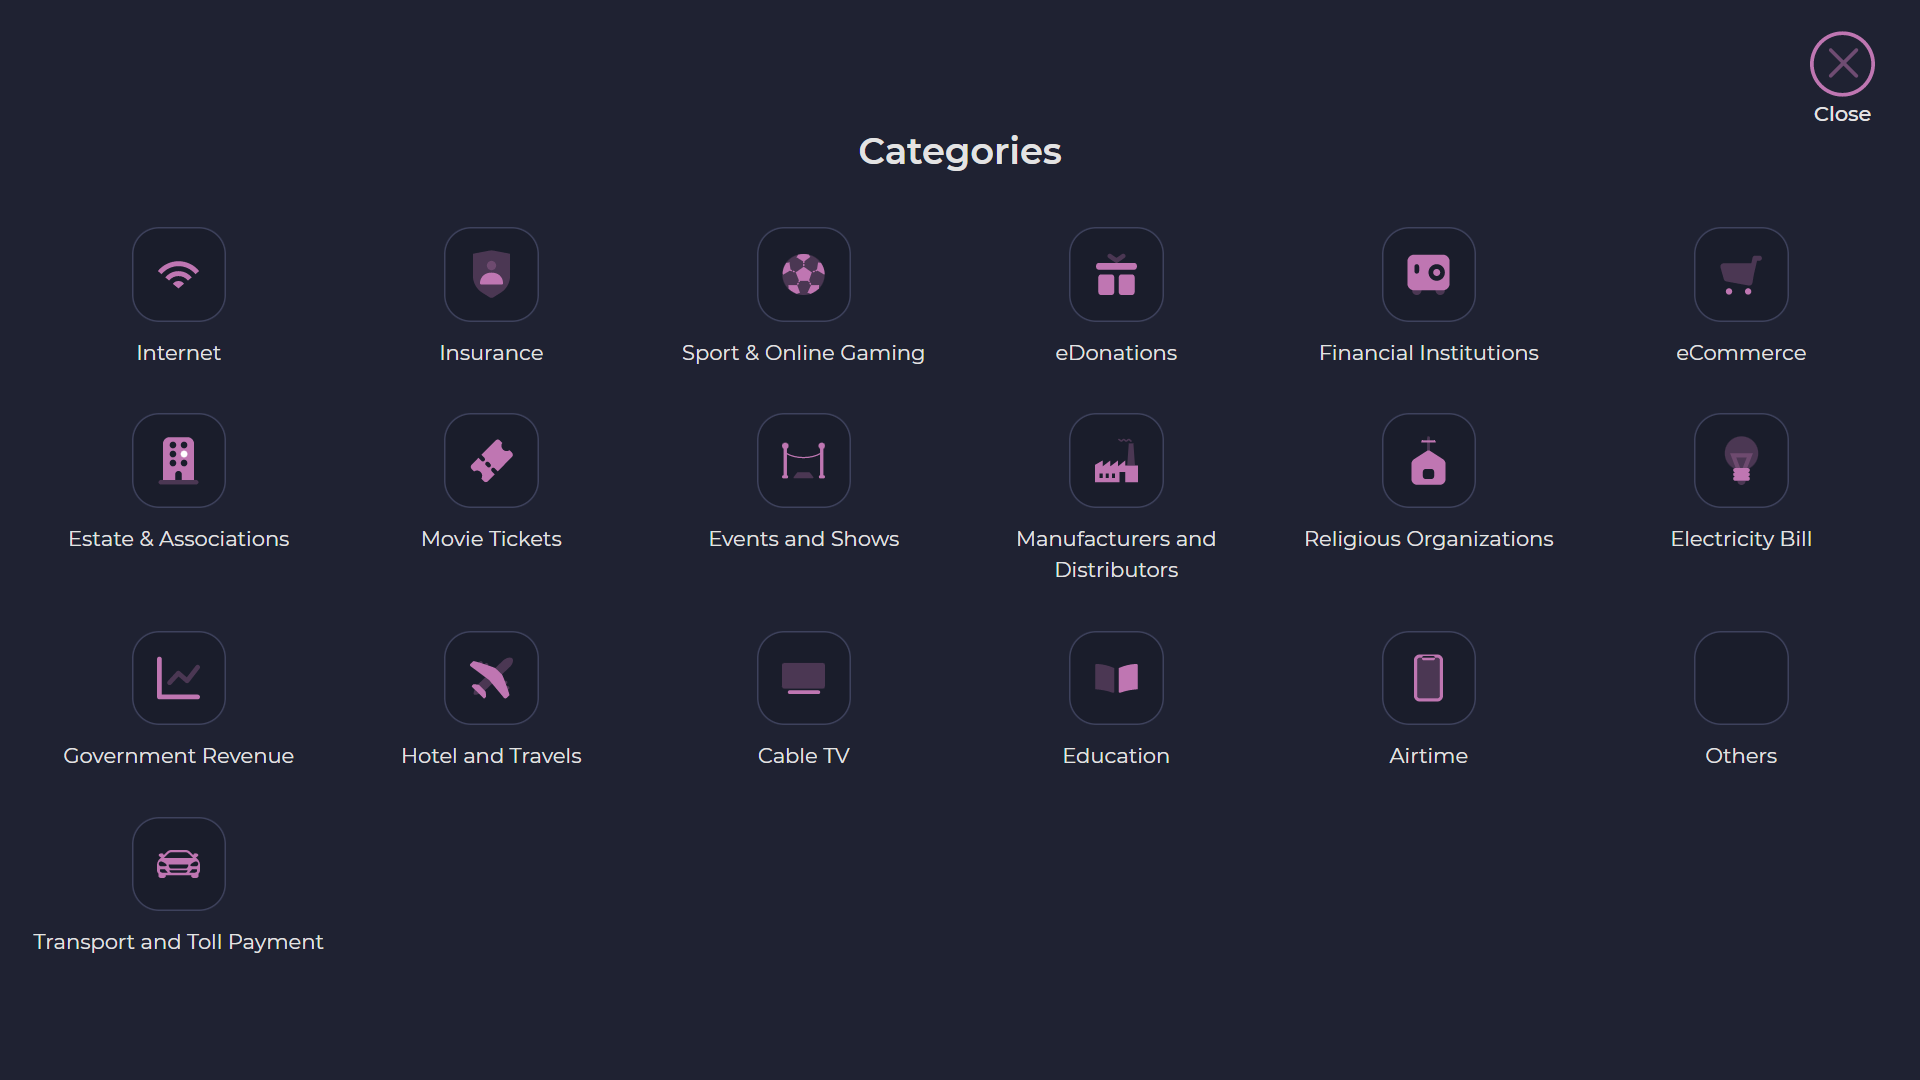 Close
Categories
Internet
Insurance
Sport & Online Gaming
eDonations
Financial Institutions
eCommerce
Estate & Associations
Movie Tickets
Events and Shows
Manufacturers and
Distributors
Religious Organizations
Electricity Bill
Government Revenue
Hotel and Travels
Cable TV
Education
Airtime
Others
Transport and Toll Payment